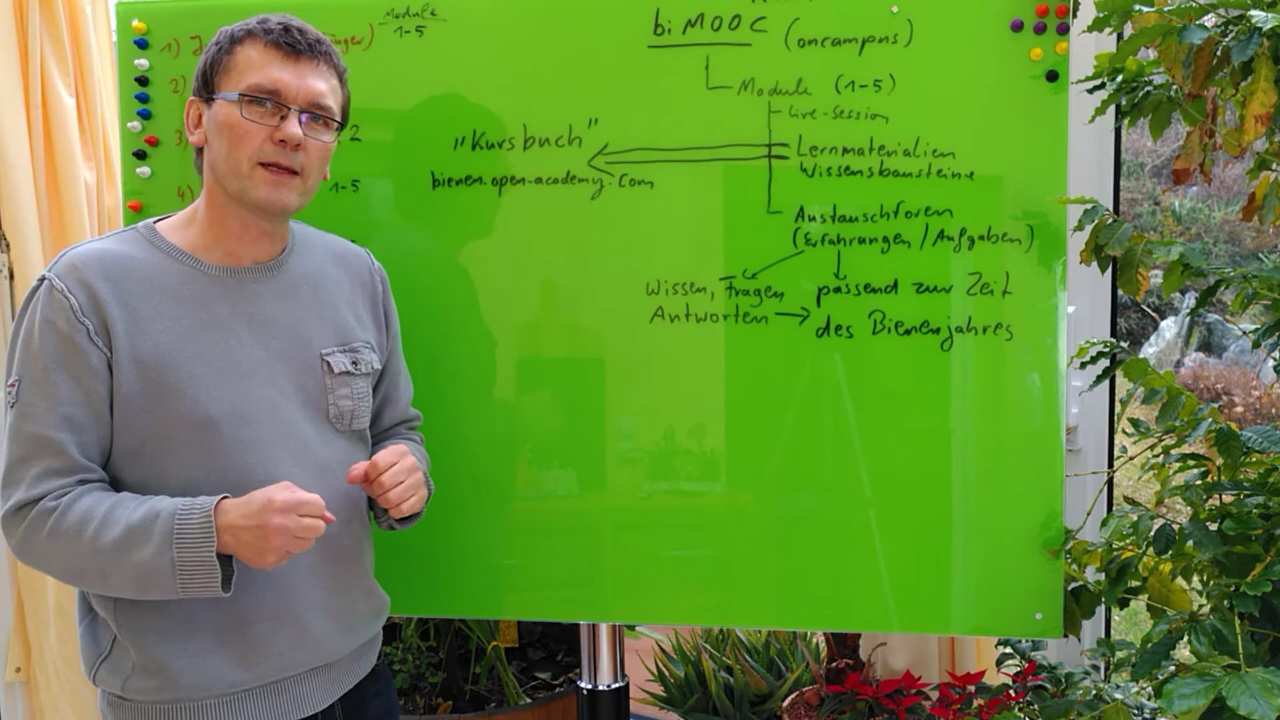 Module
1-5
1) J
änger)
2)
3)
2
4)
1-5
biMOOC (oncampus)
Module (1-5)
Live-Session
Lernmaterialien
Wissensbausteine
"Kursbuch"
bienen.open-academy.com
Austauschforen
(Erfahrungen / Aufgaben)
Wissen, Fragen
Antworten
passend zur Zeit
des Bienenjahres